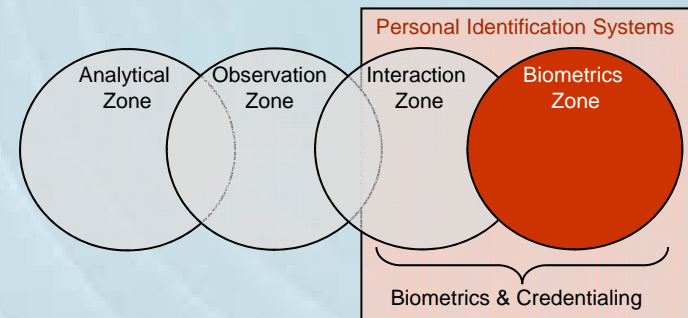 Personal Identification Systems
Analytical
Zone
Observation
Zone
Interaction
Zone
Biometrics
Zone
Biometrics & Credentialing